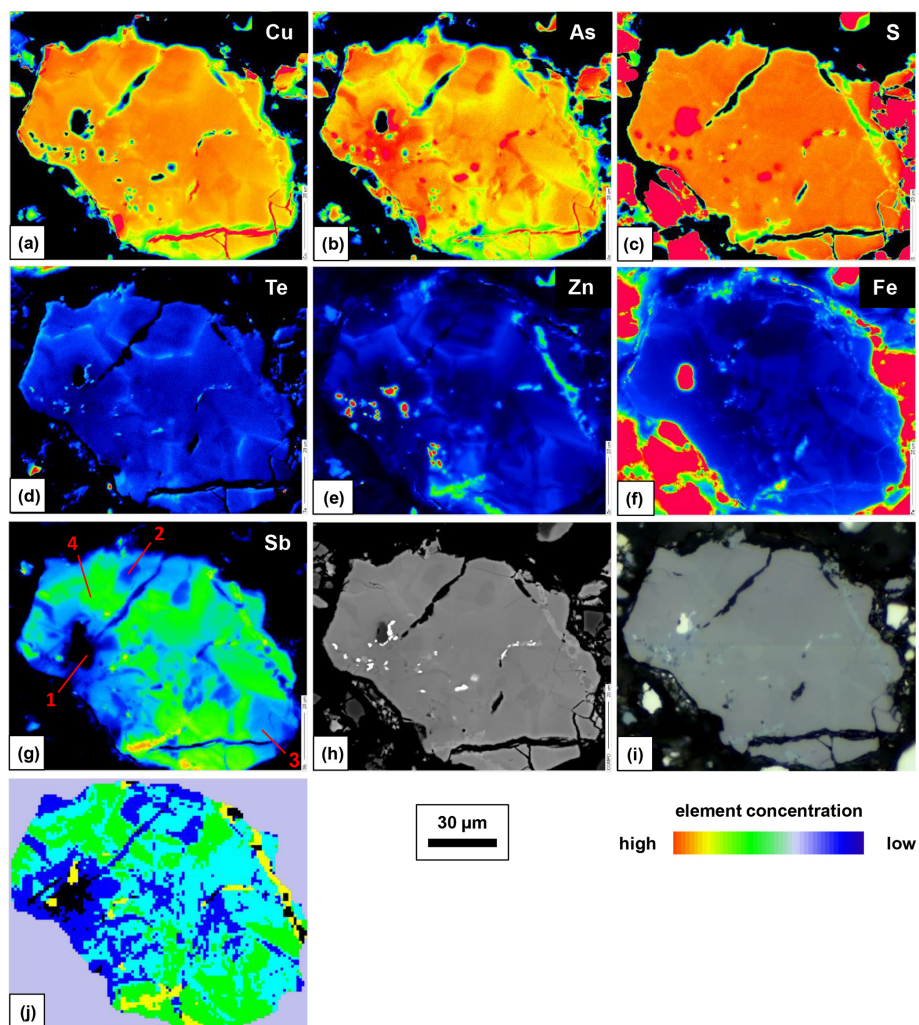 Cu
As
S
(a)
(b)
(c)
Te
Zn
Fe
(d)
(e)
(f)
Sb
4
2
1
3
(g)
(h)
(i)
30 µm
element concentration
high
low
(j)